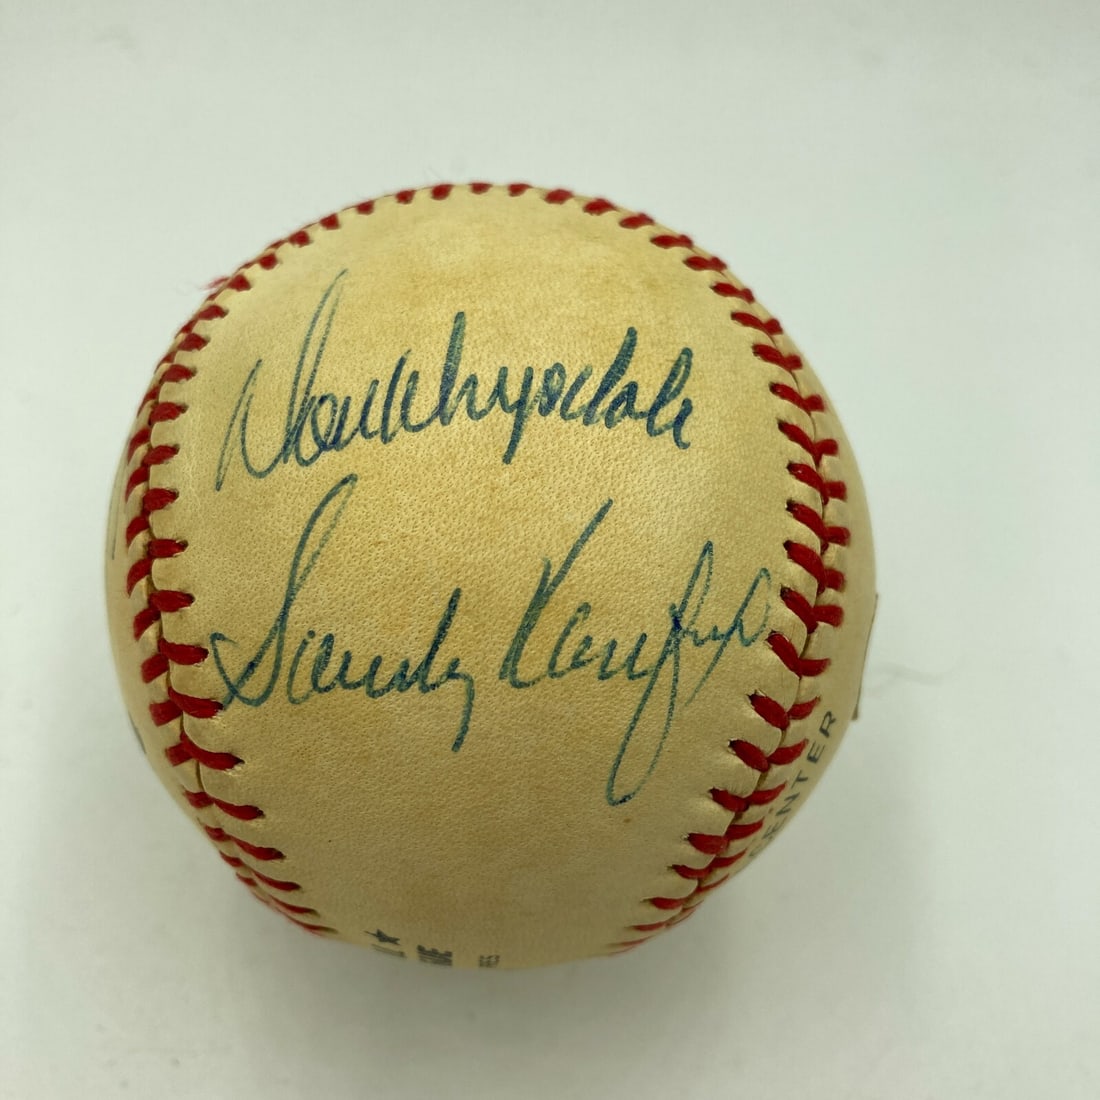 Don Drysdale
Sandy Koufax
CENTER